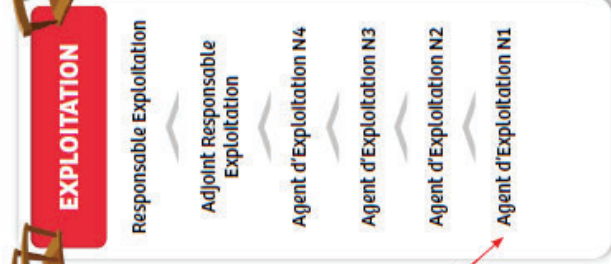 EXPLOITATION
Responsable Exploitation
Adjoint Responsable
Exploitation
Agent d'Exploitation N4
Agent d'Exploitation N3
Agent d'Exploitation N2
Agent d'Exploitation N1